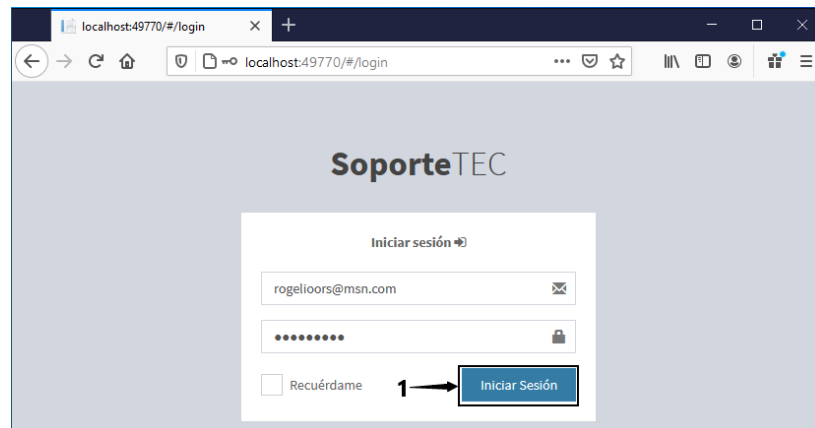 localhost:49770/#/login
localhost:49770/#/login
SoporteTEC
Iniciar sesión
rogelioors@msn.com
•••••••••
Recuérdame
1
Iniciar Sesión